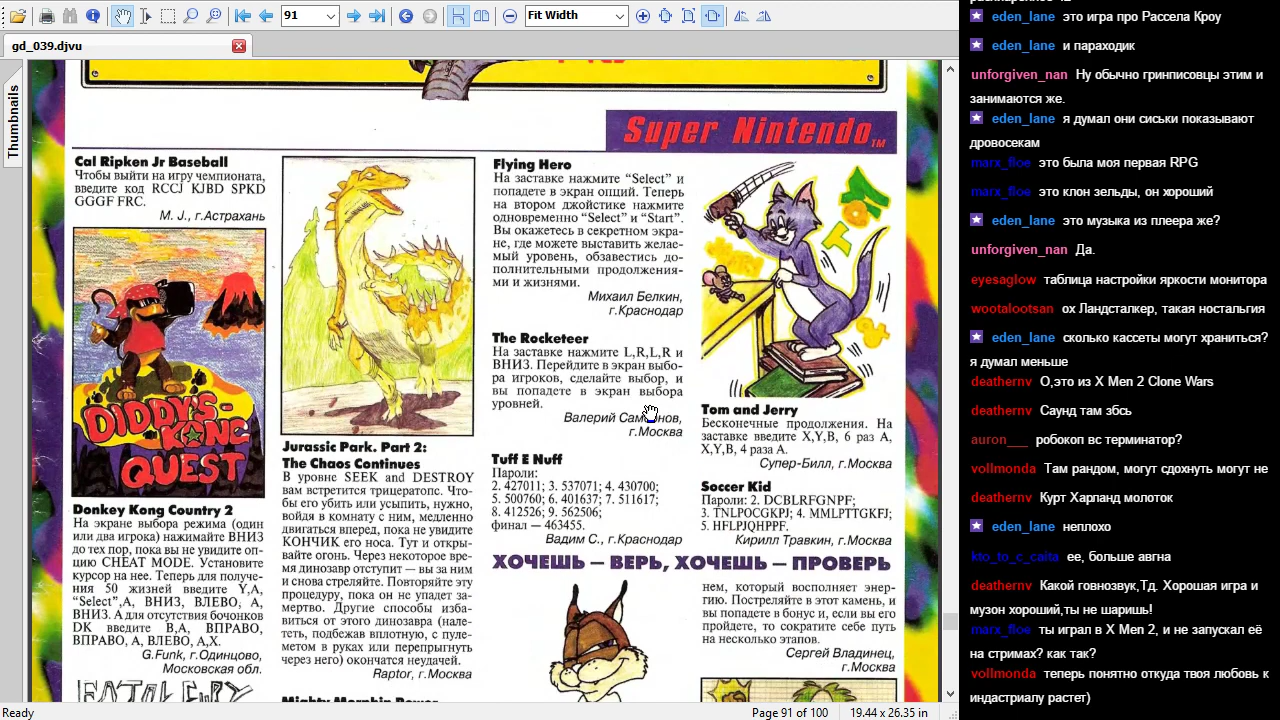 91
Fit Width
gd_039.djvu
Thumbnails
Super Nintendo™
Cal Ripken Jr Baseball
Чтобы выйти на игру чемпионата,
введите код RCCJ KJBD SPKD
GGGF FRC.
М. J., г.Астрахань
DIDDY'S-
KONG
QUEST
Donkey Kong Country 2
На экране выбора режима (один
или два игрока) нажимайте ВНИЗ
до тех пор, пока вы не увидите оп-
цию CHEAT MODE. Установите
курсор на нее. Теперь для получе-
ния 50 жизней введите Y,A,
"Select",A, ВНИЗ, ВЛЕВО, А,
ВНИЗ. А для отсутствия бочонков
DK введите B,A, ВПРАВО,
ВПРАВО, А, ВЛЕВО, A,X.
G.Funk, г.Одинцово,
Московская обл.
FATAL FURY
Jurassic Park. Part 2:
The Chaos Continues
В уровне SEEK and DESTROY
вам встретится трицератопс. Что-
бы его убить или усыпить, нужно,
войдя в комнату с ним, медленно
двигаться вперед, пока не увидите
КОНЧИК его носа. Тут и откры-
вайте огонь. Через некоторое вре-
мя динозавр отступит — вы за ним
и снова стреляйте. Повторяйте эту
процедуру, пока он не упадет за-
мертво. Другие способы изба-
виться от этого динозавра (нале-
теть, подбежав вплотную, с пуле-
метом в руках или перепрыгнуть
через него) окончатся неудачей.
Raptor, г.Москва
Mighty Morphin Power
Flying Hero
На заставке нажмите "Select" и
попадете в экран опций. Теперь
на втором джойстике нажмите
одновременно "Select" и "Start".
Вы окажетесь в секретном экра-
не, где можете выставить желае-
мый уровень, обзавестись до-
полнительными продолжения-
ми и жизнями.
Михаил Белкин,
г.Краснодар
The Rocketeer
На заставке нажмите L,R,L,R и
ВНИЗ. Перейдите в экран выбо-
ра игроков, сделайте выбор, и
вы попадете в экран выбора
уровней.
Валерий Самсонов,
г.Москва
Tuff E Nuff
Пароли:
2. 427011; 3. 537071; 4. 430700;
5. 500760; 6. 401637; 7. 511617;
8. 412526; 9. 562506;
финал — 463455.
Вадим С., г.Краснодар
TOM
Tom and Jerry
Бесконечные продолжения. На
заставке введите X,Y,B, 6 раз А,
X,Y,B, 4 раза А.
Супер-Билл, г.Москва
Soccer Kid
Пароли: 2. DCBLRFGNPF;
3. TNLPOCGKPJ; 4. MMLPTTGKFJ;
5. HFLPJQHPPF.
Кирилл Травкин, г.Москва
ХОЧЕШЬ — ВЕРЬ, ХОЧЕШЬ — ПРОВЕРЬ
нем, который восполняет энер-
гию. Постреляйте в этот камень, и
вы попадете в бонус и, если вы его
пройдете, то сократите себе путь
на несколько этапов.
Сергей Владинец,
г.Москва
Ready
Page 91 of 100
19.44 x 26.35 in
eden_lane это игра про Рассела Кроу
eden_lane и параходик
unforgiven_nan Ну обычно гринписовцы этим и
занимаются же.
eden_lane я думал они сиськи показывают
дровосекам
marx_floe это была моя первая RPG
marx_floe это клон зельды, он хороший
eden_lane это музыка из плеера же?
unforgiven_nan Да.
eyesaglow таблица настройки яркости монитора
wootalootsan ох Ландсталкер, такая ностальгия
eden_lane сколько кассеты могут храниться?
я думал меньше
deathernv О,это из X Men 2 Clone Wars
deathernv Саунд там збсь
auron___ робокоп вс терминатор?
vollmonda Там рандом, могут сдохнуть могут не
deathernv Курт Харланд молоток
eden_lane неплохо
kto_to_c_caita ее, больше авгна
deathernv Какой говнозвук,Тд. Хорошая игра и
музон хороший,ты не шаришь!
marx_floe ты играл в X Men 2, и не запускал её
на стримах? как так?
vollmonda теперь понятно откуда твоя любовь к
индастриалу растет)